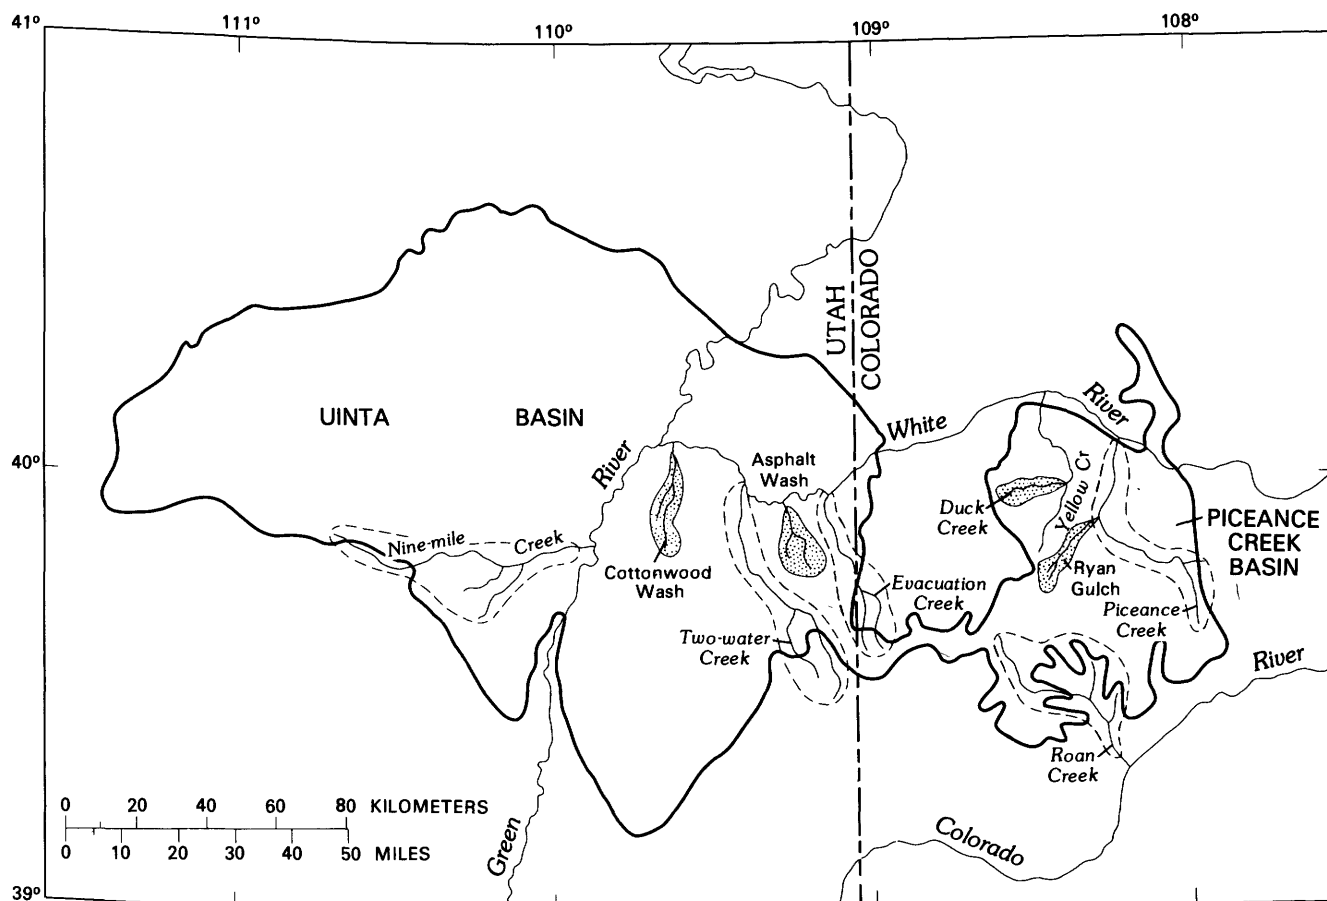 41°
111°
110°
109°
108°
UTAH
COLORADO
UINTA BASIN
White
River
40°
River
Asphalt
Wash
Yellow Cr
Duck
Creek
PICEANCE
CREEK
BASIN
Nine-mile Creek
Cottonwood
Wash
Evacuation
Creek
Ryan
Gulch
Piceance
Creek
Two-water
Creek
River
Roan
Creek
0 20 40 60 80 KILOMETERS
0 10 20 30 40 50 MILES
Green
Colorado
39°